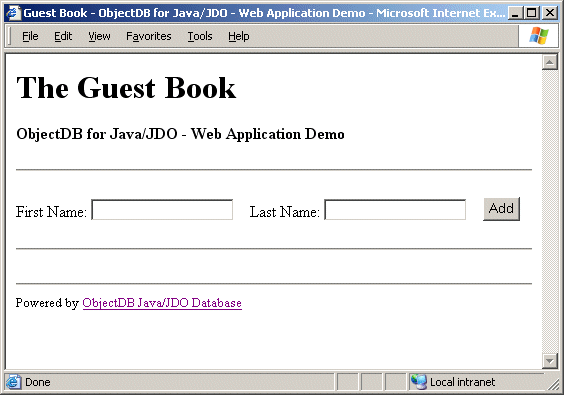 Guest Book - ObjectDB for Java/JDO - Web Application Demo - Microsoft Internet Ex...
File Edit View Favorites Tools Help
The Guest Book
ObjectDB for Java/JDO - Web Application Demo
First Name: Last Name: Add
Powered by ObjectDB Java/JDO Database
Done Local intranet